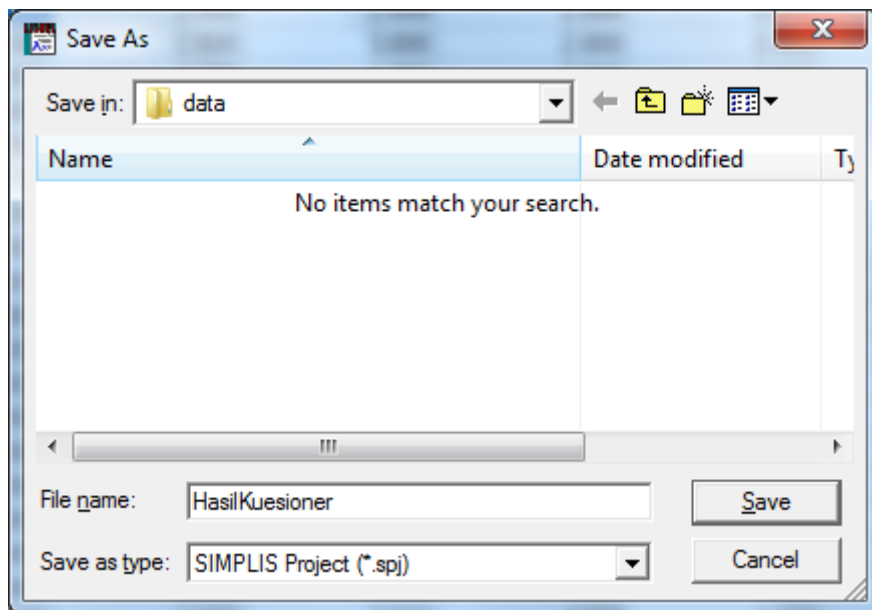 Save As
Save in: data
Name Date modified Ty
No items match your search.
File name: HasilKuesioner Save
Save as type: SIMPLIS Project (*.spj) Cancel